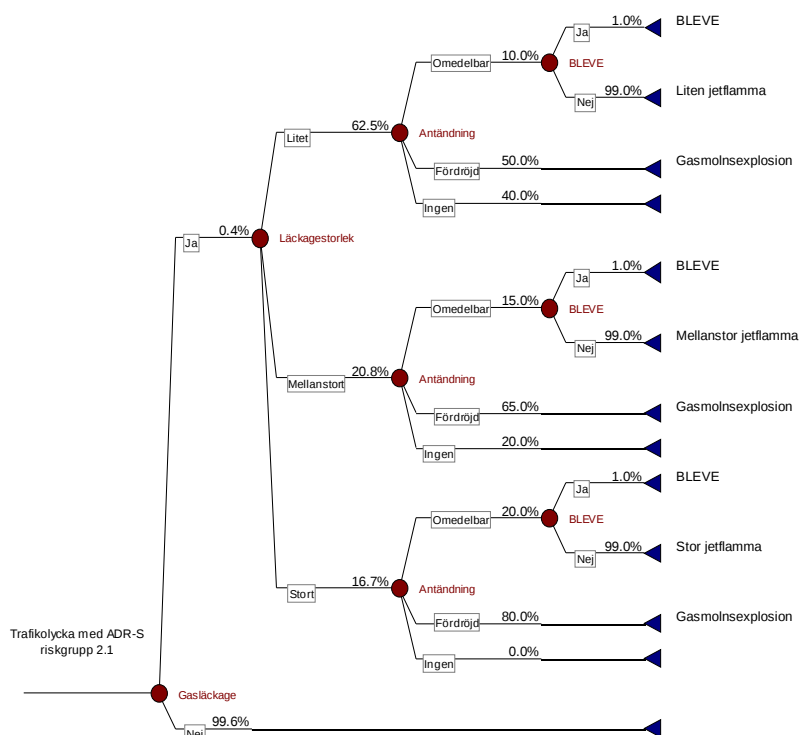 1.0% BLEVE
Ja
Omedelbar 10.0% BLEVE
99.0% Liten jetflamma
Nej
62.5% Antändning
Litet
50.0% Gasmolnsexplosion
Fördröjd
40.0%
Ingen
0.4% Läckagestorlek
Ja
1.0% BLEVE
Ja
Omedelbar 15.0% BLEVE
99.0% Mellanstor jetflamma
Nej
20.8% Antändning
Mellanstort
65.0% Gasmolnsexplosion
Fördröjd
20.0%
Ingen
1.0% BLEVE
Ja
Omedelbar 20.0% BLEVE
99.0% Stor jetflamma
Nej
16.7% Antändning
Stort
80.0% Gasmolnsexplosion
Fördröjd
0.0%
Ingen
Trafikolycka med ADR-S
riskgrupp 2.1
Gasläckage
99.6%
Nej